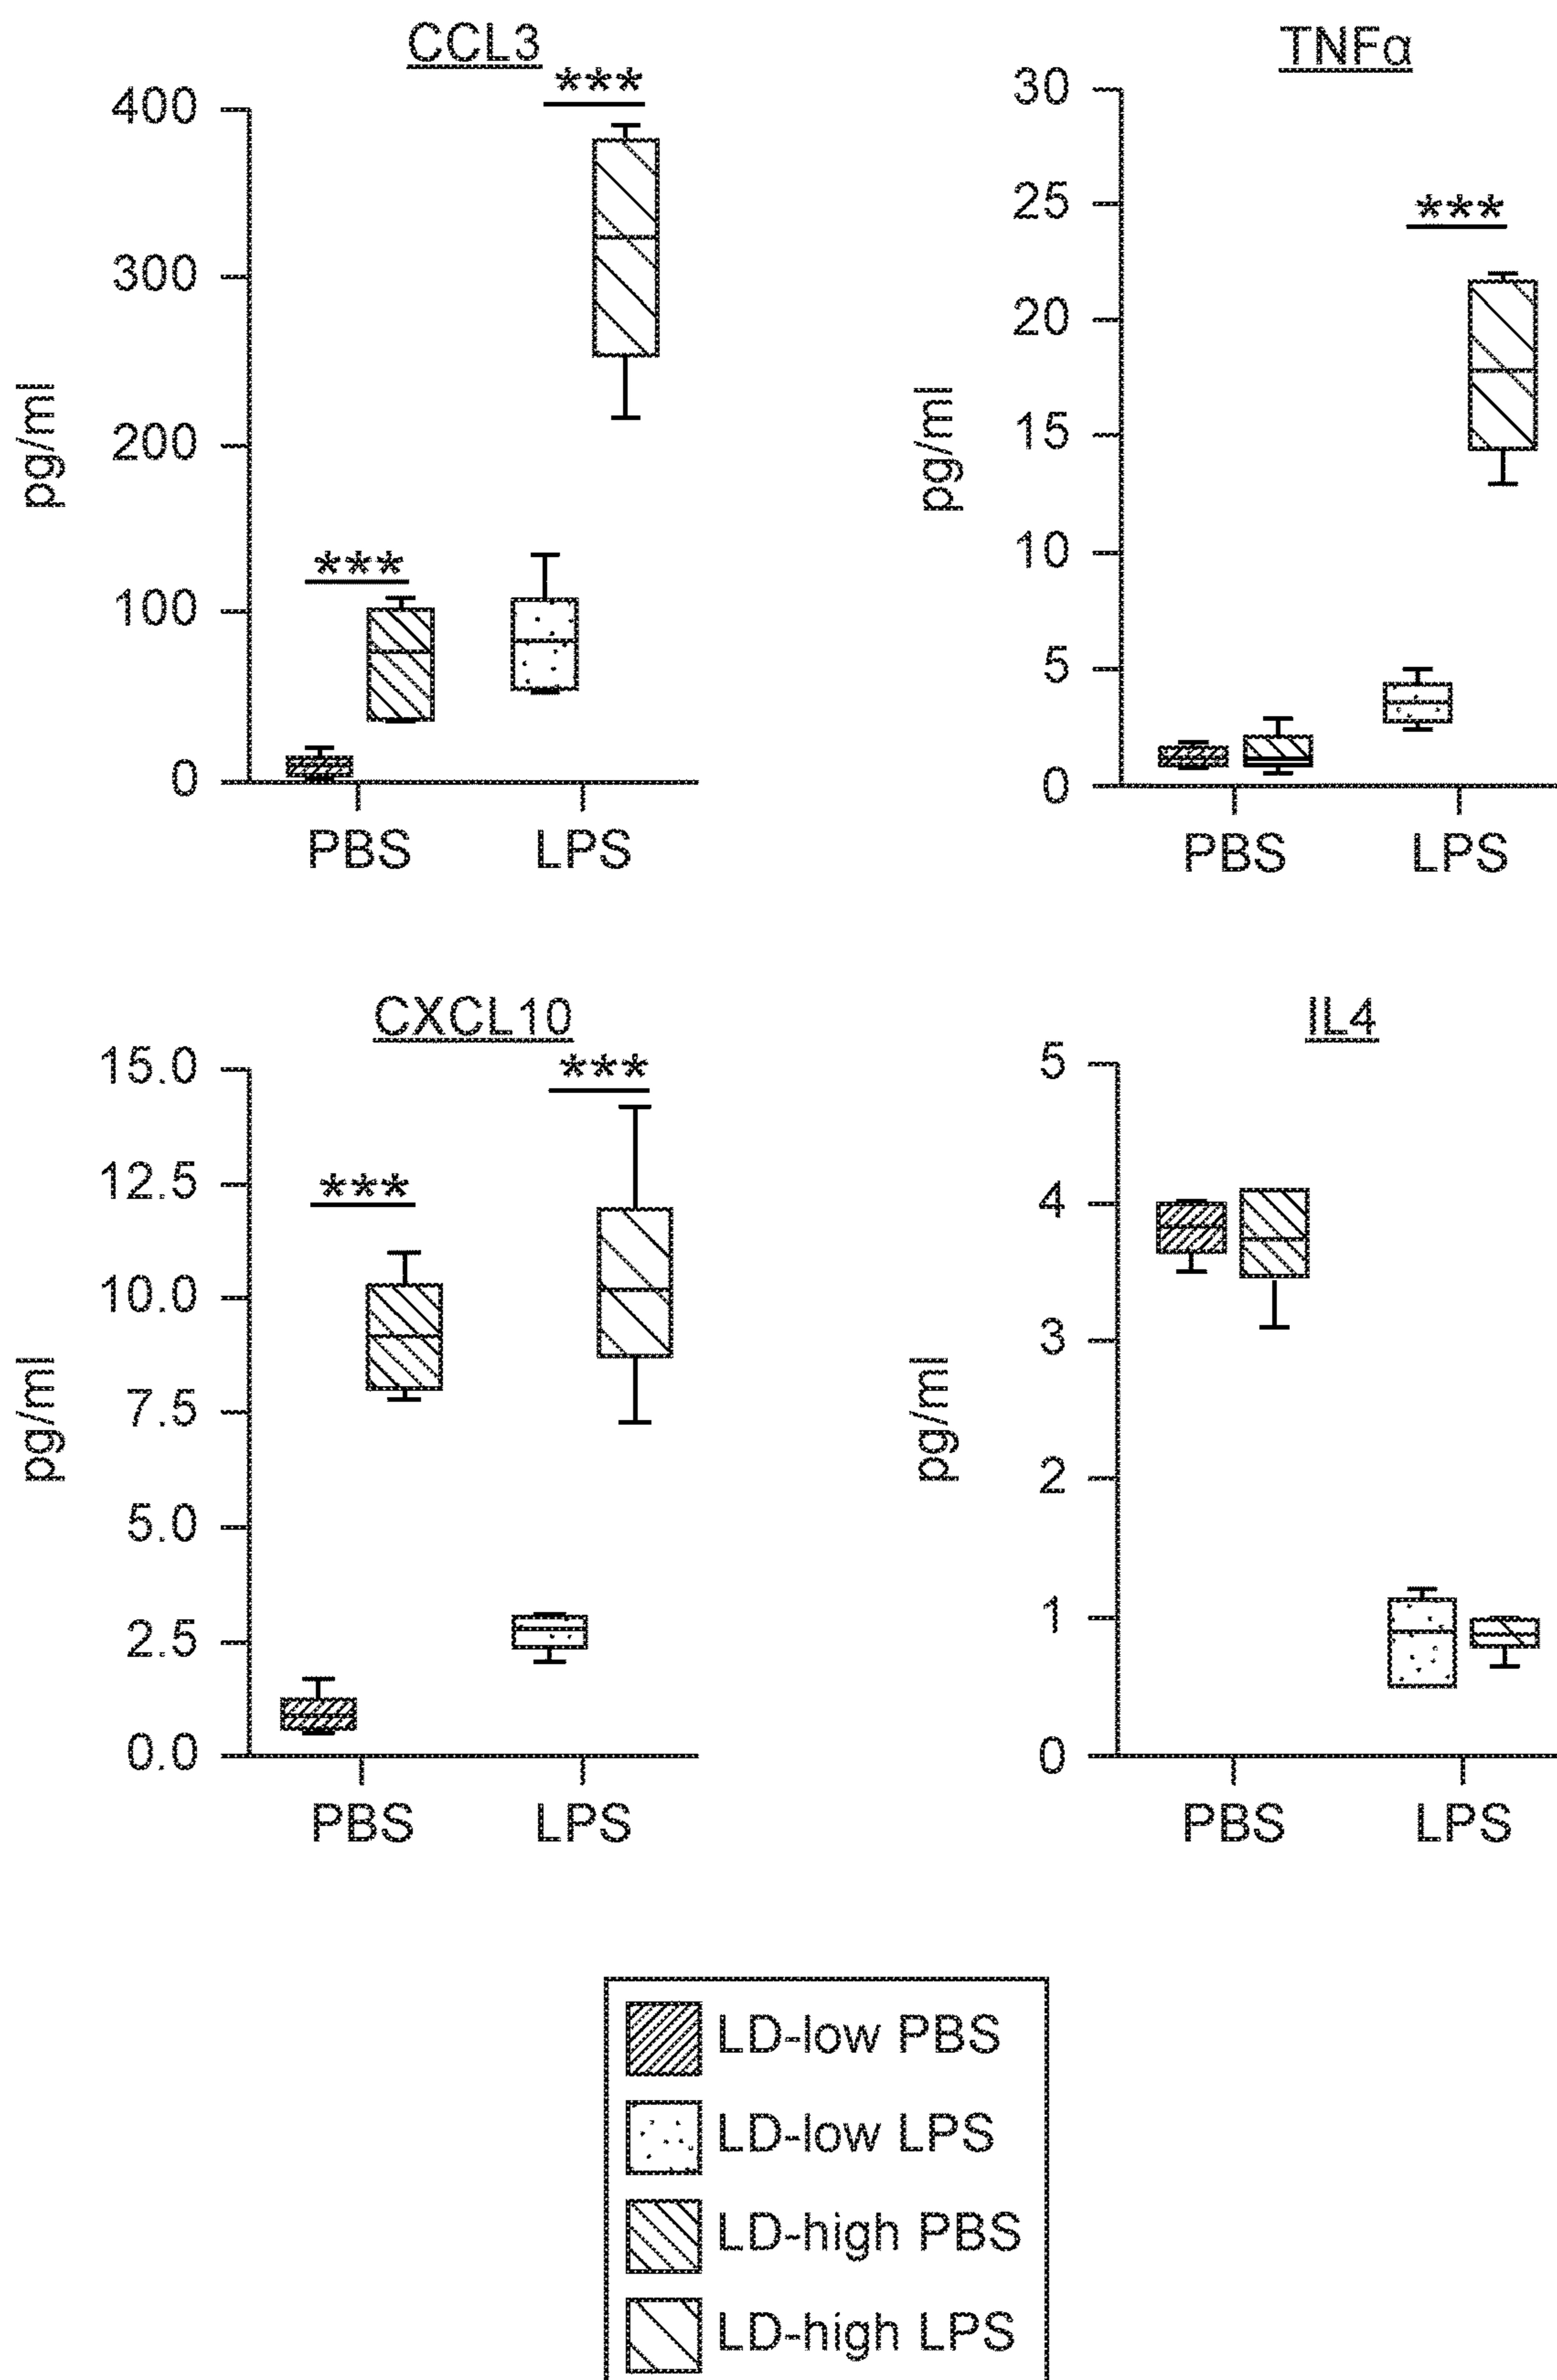 CCL3
***
400
300
200
100
0
pg/ml
***
PBS
LPS
TNFα
30
25
20
15
10
5
0
pg/ml
***
PBS
LPS
CXCL10
***
15.0
12.5
10.0
7.5
5.0
2.5
0.0
pg/ml
***
PBS
LPS
IL4
5
4
3
2
1
0
pg/ml
PBS
LPS
LD-low PBS
LD-low LPS
LD-high PBS
LD-high LPS